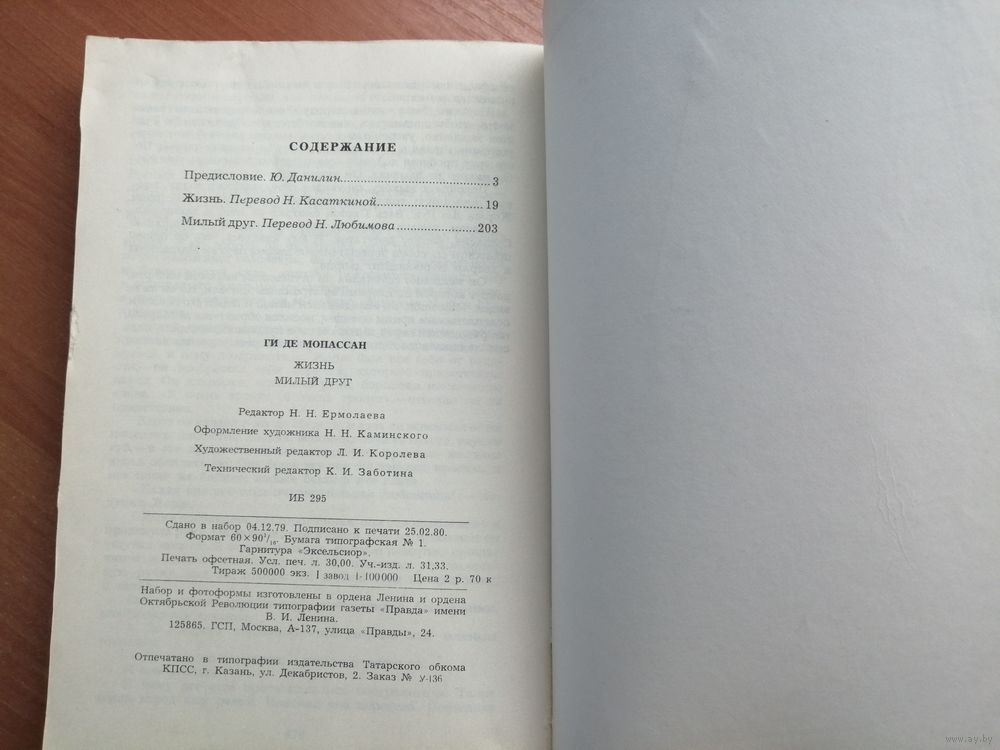 СОДЕРЖАНИЕ
Предисловие. Ю. Данилин.............................................3
Жизнь. Перевод Н. Касаткиной................................19
Милый друг. Перевод Н. Любимова.......................203
ГИ ДЕ МОПАССАН
ЖИЗНЬ
МИЛЫЙ ДРУГ
Редактор Н. Н. Ермолаева
Оформление художника Н. Н. Каминского
Художественный редактор Л. И. Королева
Технический редактор К. И. Заботина
ИБ 295
Сдано в набор 04.12.79. Подписано к печати 25.02.80.
Формат 60×90¹/₁₆. Бумага типографская № 1.
Гарнитура «Эксельсиор».
Печать офсетная. Усл. печ. л. 30,00. Уч.-изд. л. 31,33.
Тираж 500000 экз. I завод 1-100000 Цена 2 р. 70 к
Набор и фотоформы изготовлены в ордена Ленина и ордена
Октябрьской Революции типографии газеты «Правда» имени
В. И. Ленина.
125865. ГСП, Москва, А-137, улица «Правды», 24.
Отпечатано в типографии издательства Татарского обкома
КПСС, г. Казань, ул. Декабристов, 2. Заказ № У-136
www.ay.by